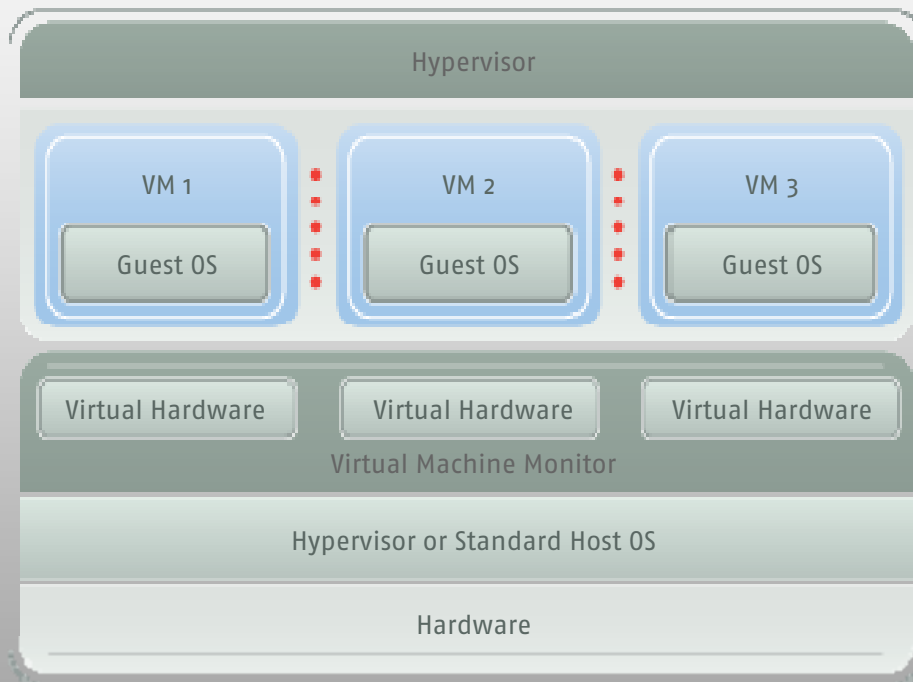 Hypervisor
VM 1
VM 2
VM 3
Guest OS
Guest OS
Guest OS
Virtual Hardware
Virtual Hardware
Virtual Hardware
Virtual Machine Monitor
Hypervisor or Standard Host OS
Hardware